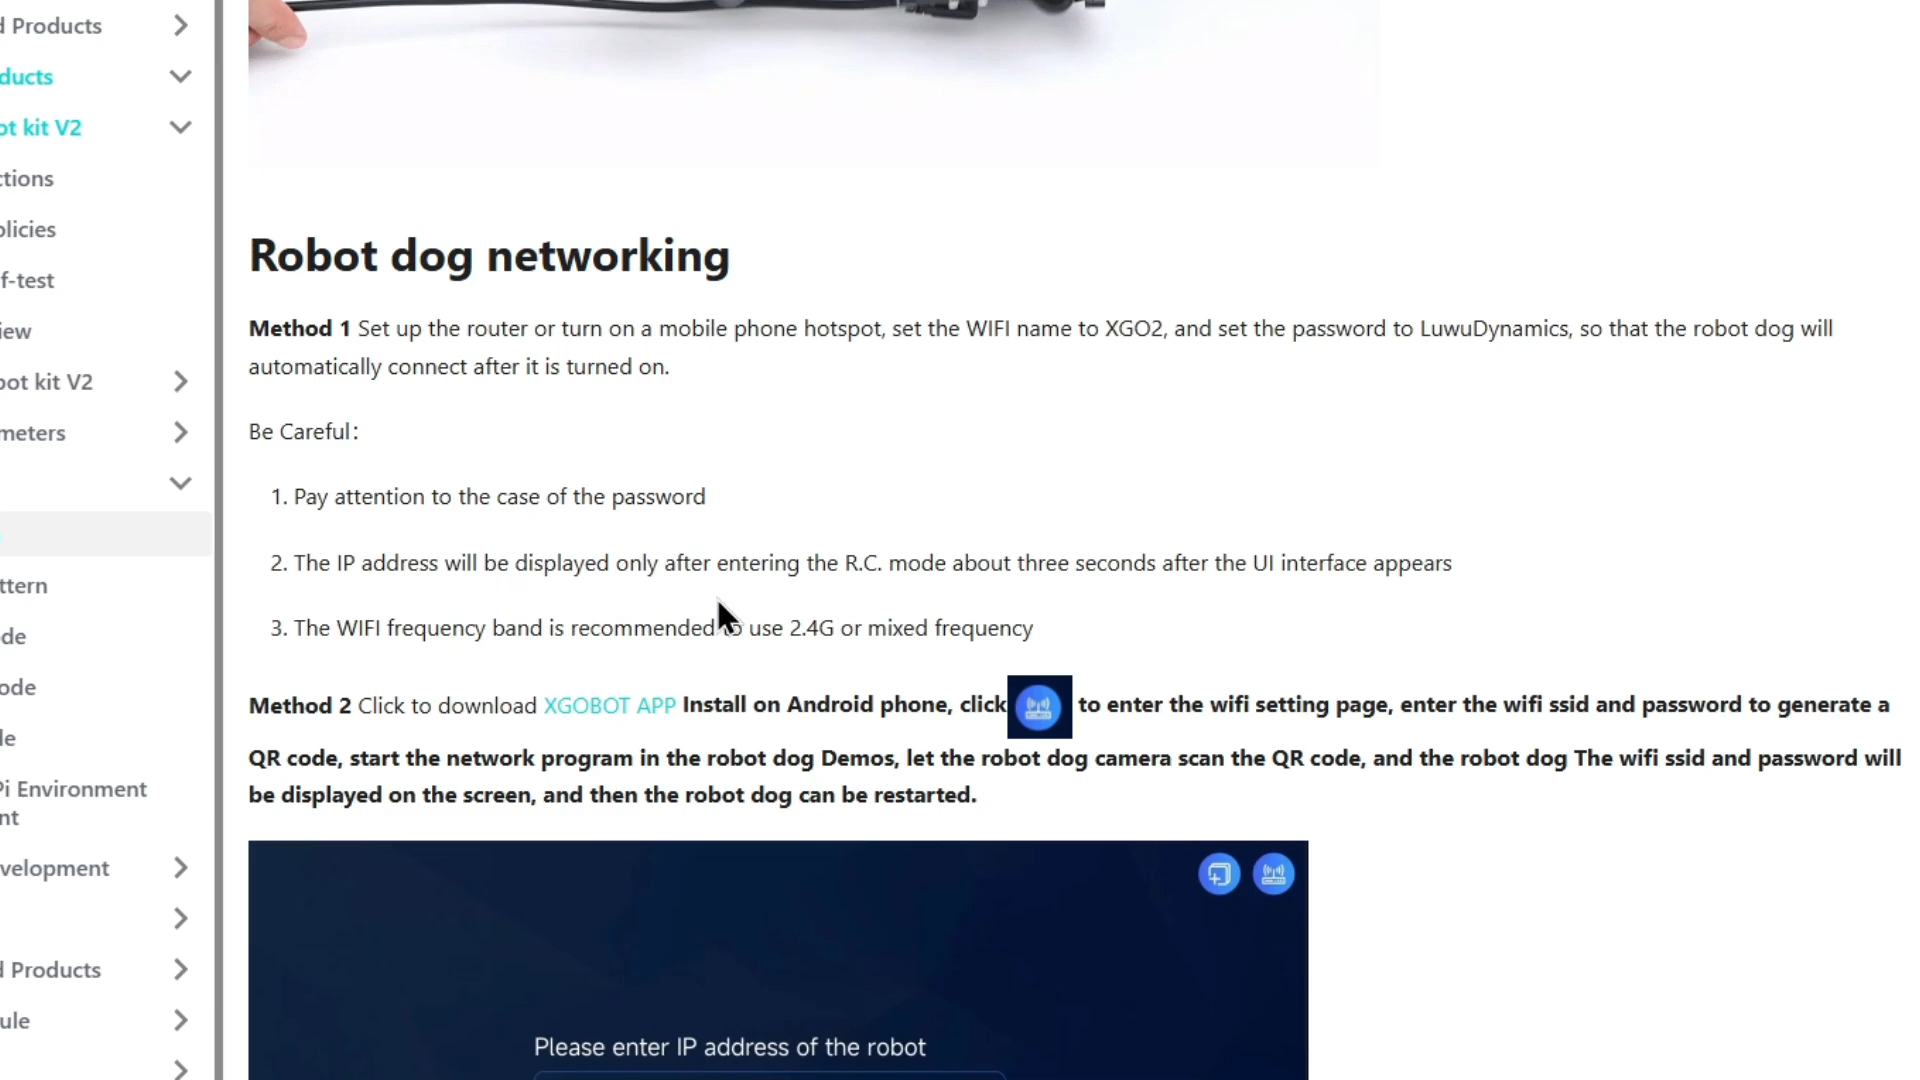 d Products
ducts
ot kit V2
ctions
olicies
f-test
iew
oot kit V2
meters
ttern
de
ode
le
Pi Environment
nt
velopment
d Products
ule
Robot dog networking
Method 1 Set up the router or turn on a mobile phone hotspot, set the WIFI name to XGO2, and set the password to LuwuDynamics, so that the robot dog will
automatically connect after it is turned on.
Be Careful：
1. Pay attention to the case of the password
2. The IP address will be displayed only after entering the R.C. mode about three seconds after the UI interface appears
3. The WIFI frequency band is recommended to use 2.4G or mixed frequency
Method 2 Click to download XGOBOT APP Install on Android phone, click to enter the wifi setting page, enter the wifi ssid and password to generate a
QR code, start the network program in the robot dog Demos, let the robot dog camera scan the QR code, and the robot dog The wifi ssid and password will
be displayed on the screen, and then the robot dog can be restarted.
Please enter IP address of the robot